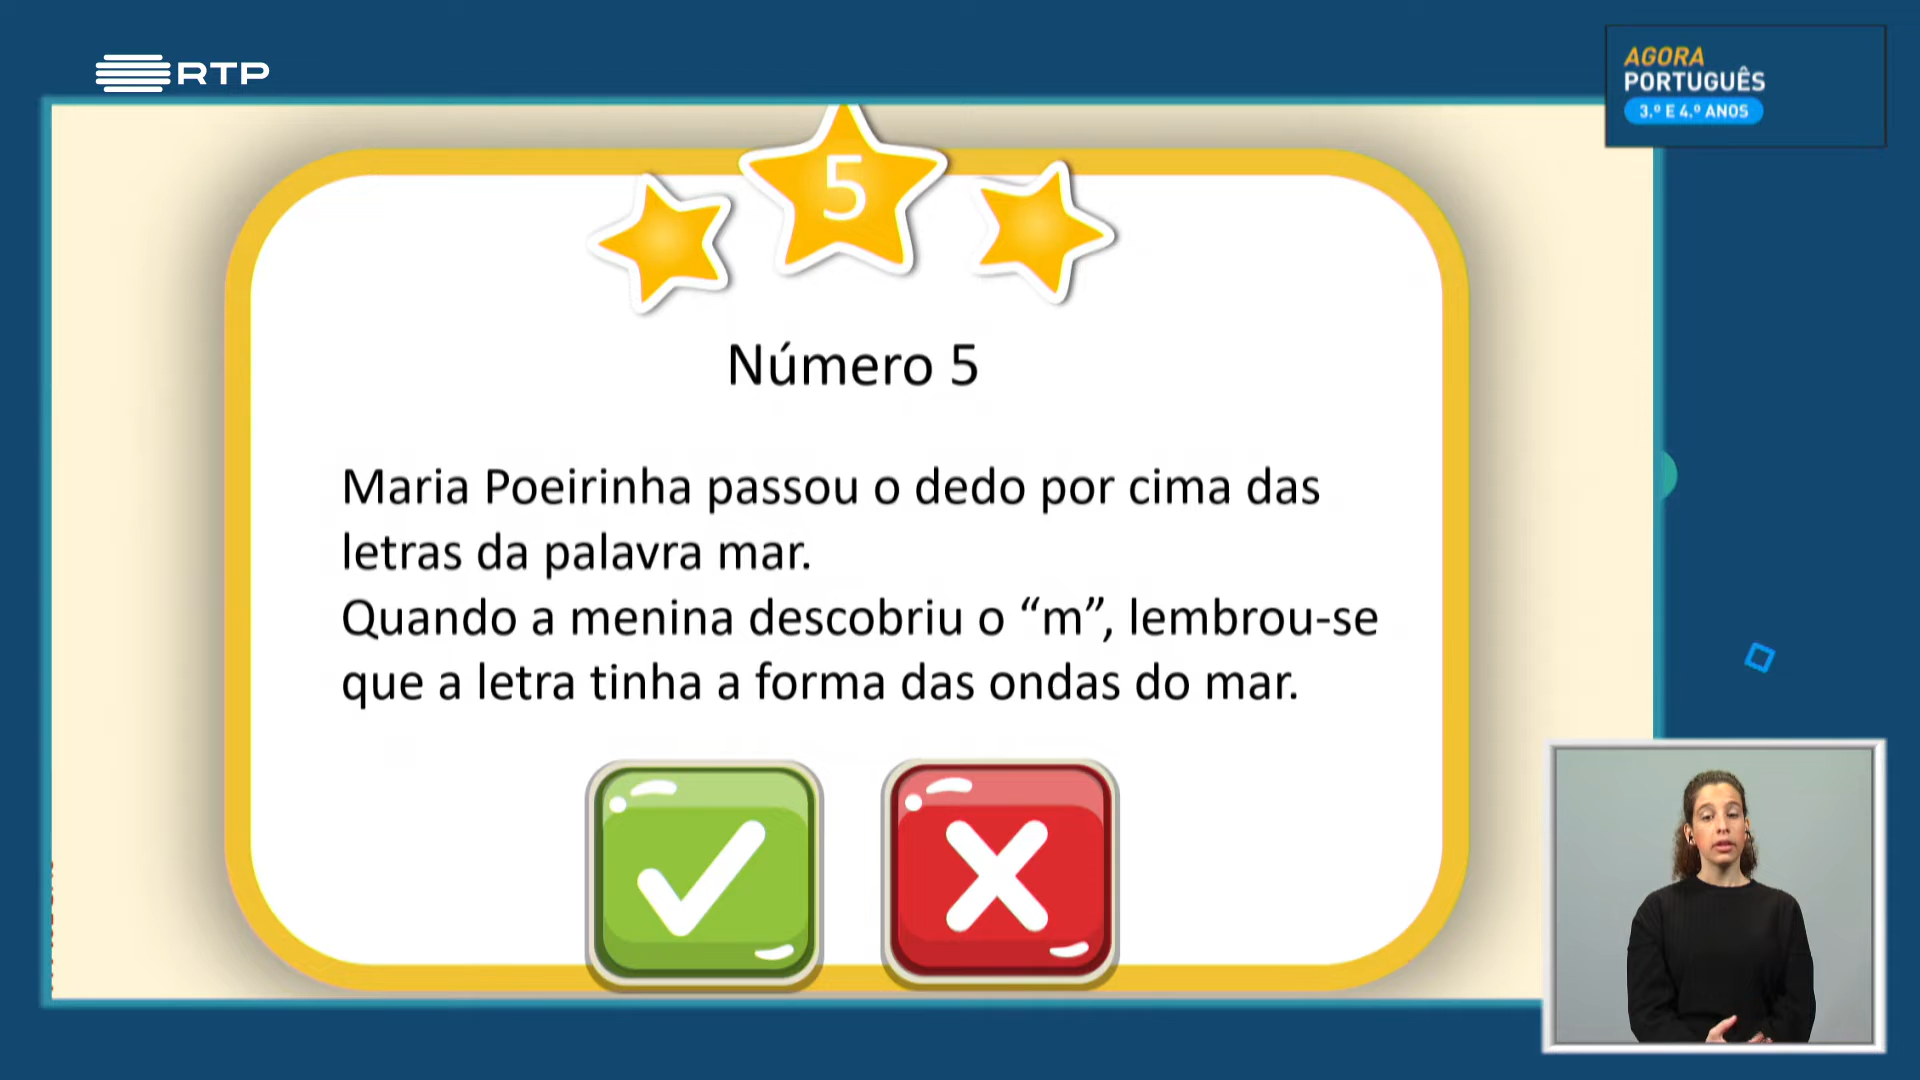 RTP
AGORA
PORTUGUÊS
3.º E 4.º ANOS
5
Número 5
Maria Poeirinha passou o dedo por cima das
letras da palavra mar.
Quando a menina descobriu o “m”, lembrou-se
que a letra tinha a forma das ondas do mar.